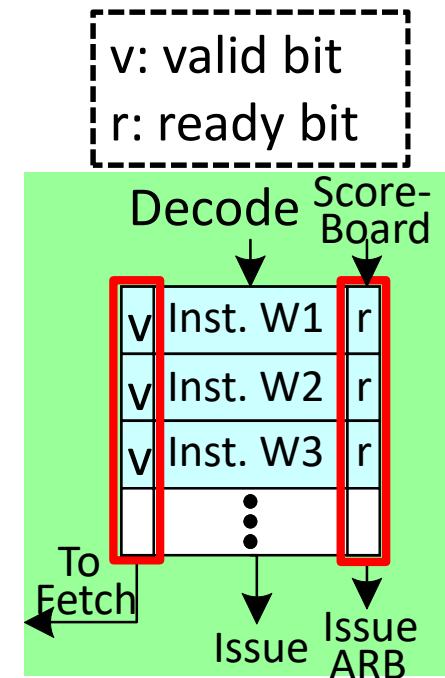 v: valid bit
r: ready bit
Decode
Score-
Board
v Inst. W1 r
v Inst. W2 r
v Inst. W3 r
To
Fetch
Issue
Issue
ARB